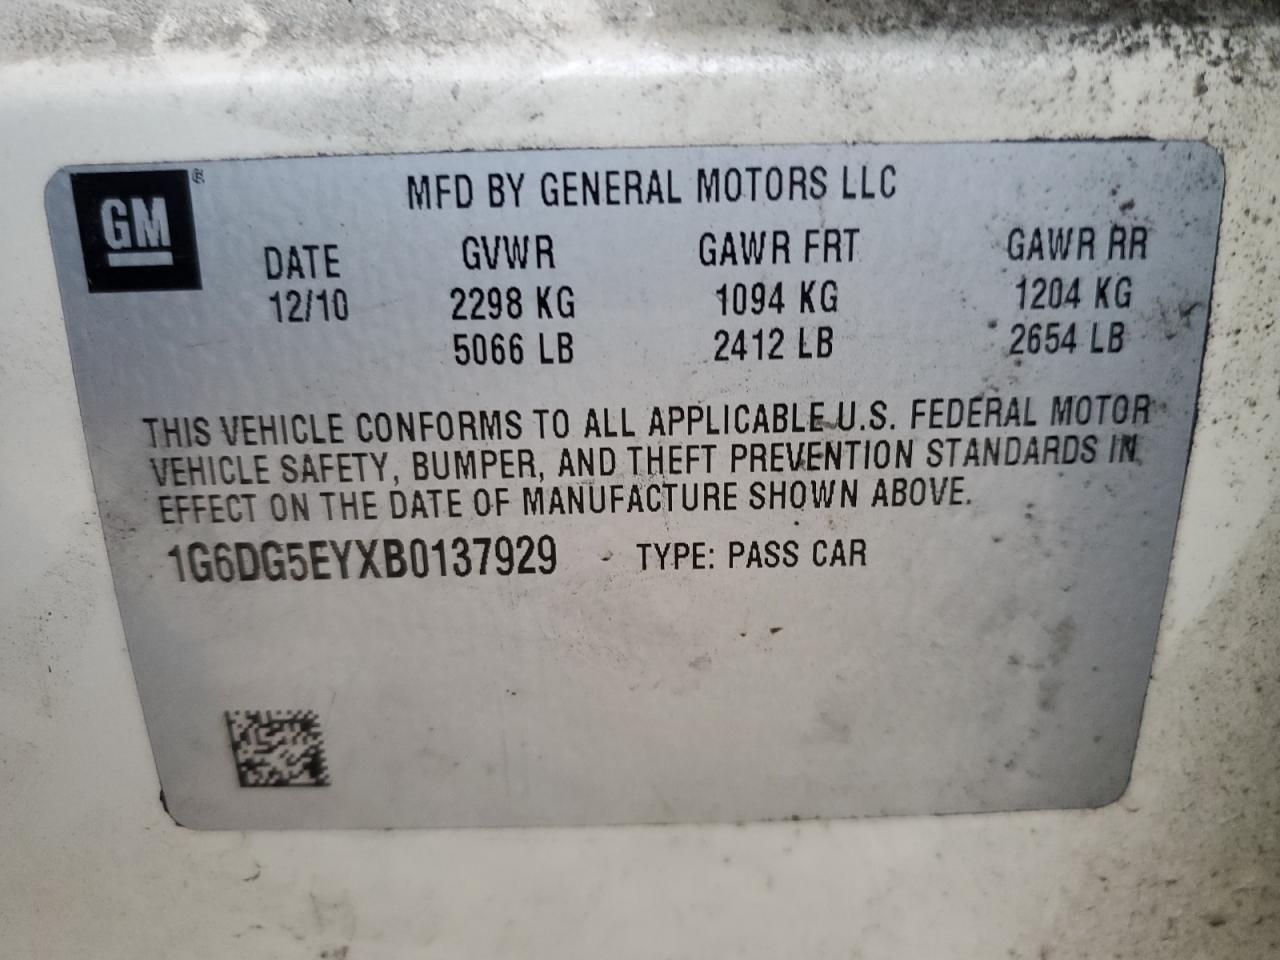 GM
MFD BY GENERAL MOTORS LLC
DATE GVWR GAWR FRT GAWR RR
12/10 2298 KG 1094 KG 1204 KG
5066 LB 2412 LB 2654 LB
THIS VEHICLE CONFORMS TO ALL APPLICABLE U.S. FEDERAL MOTOR
VEHICLE SAFETY, BUMPER, AND THEFT PREVENTION STANDARDS IN
EFFECT ON THE DATE OF MANUFACTURE SHOWN ABOVE.
1G6DG5EYXB0137929 TYPE: PASS CAR